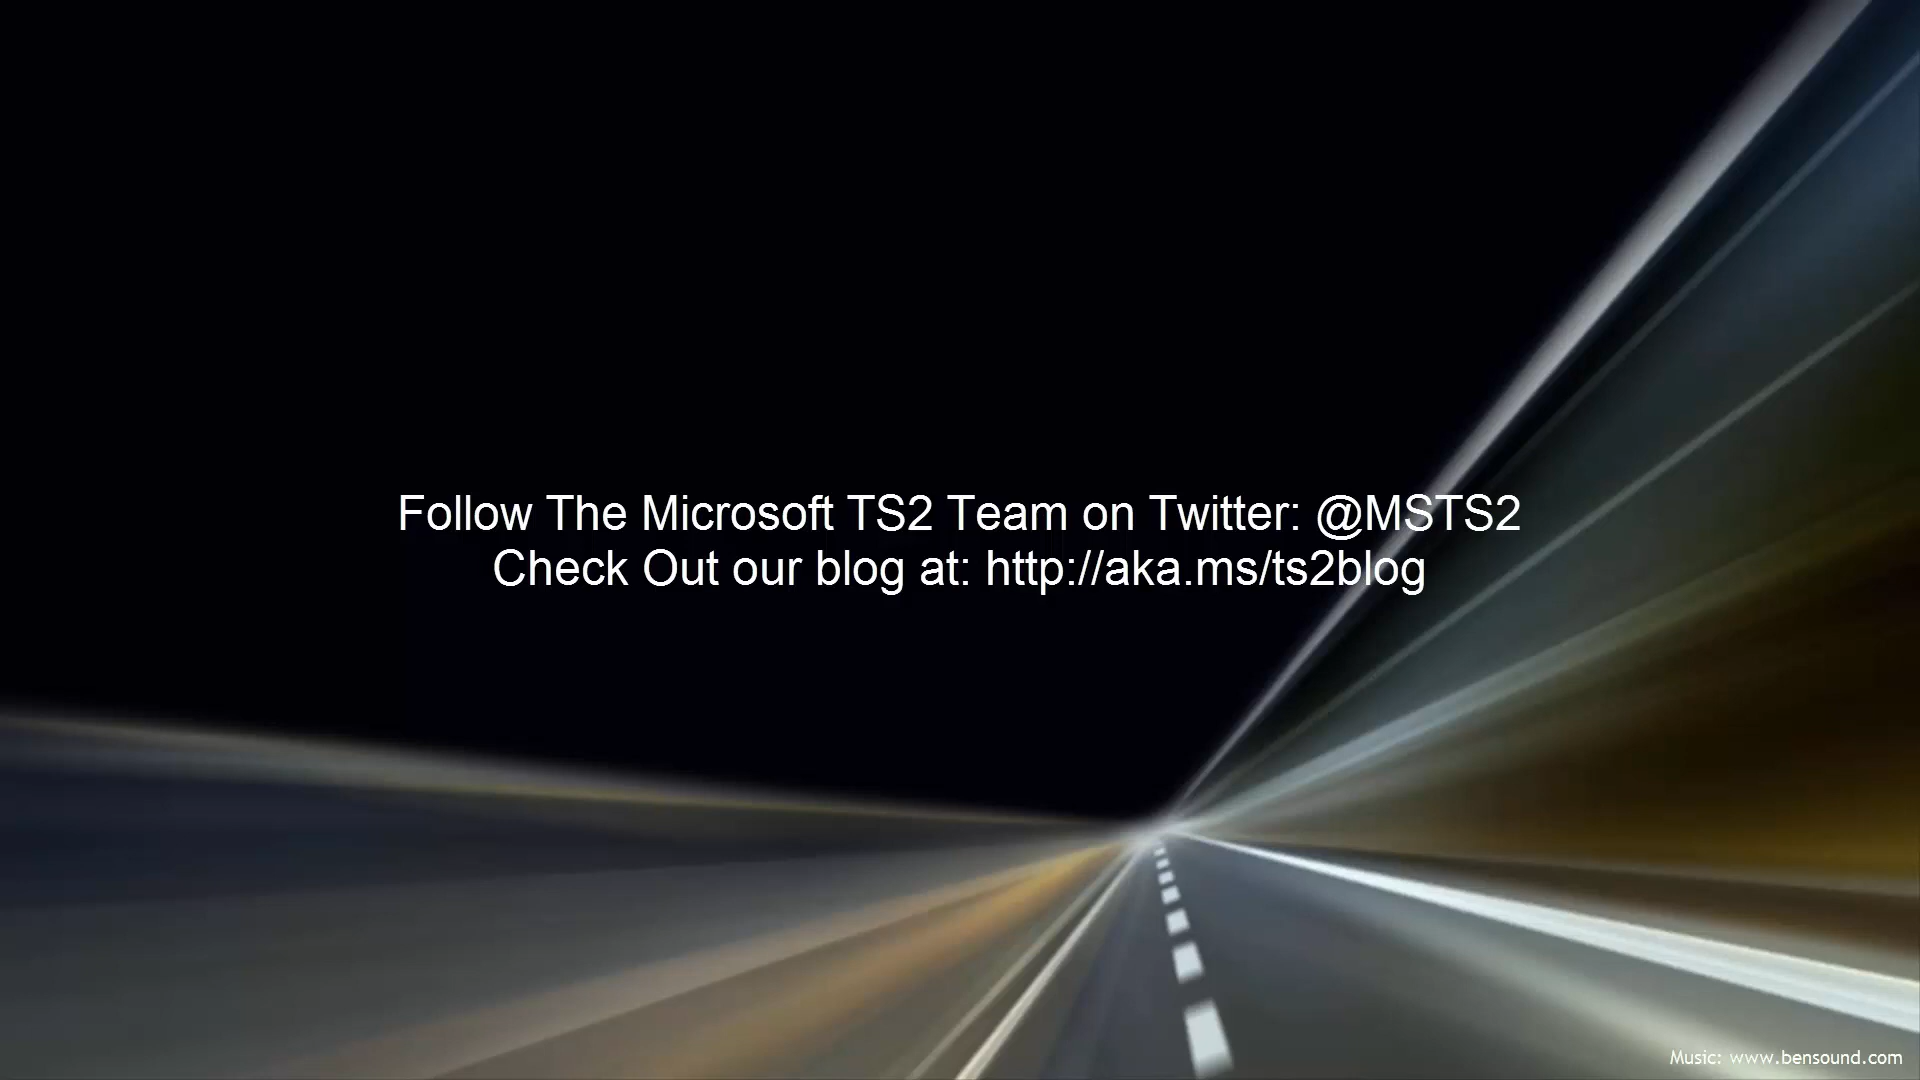 Follow The Microsoft TS2 Team on Twitter: @MSTS2
Check Out our blog at: http://aka.ms/ts2blog
Music: www.bensound.com